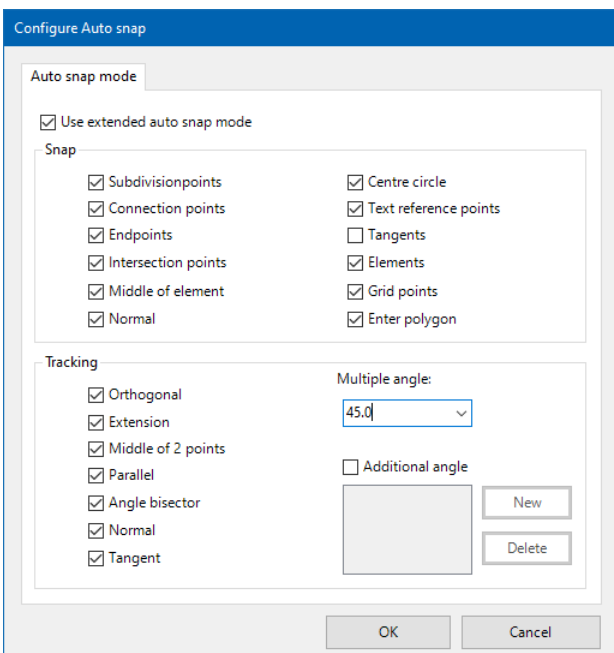 Configure Auto snap
Auto snap mode
Use extended auto snap mode
Snap
Subdivisionpoints
Connection points
Endpoints
Intersection points
Middle of element
Normal
Centre circle
Text reference points
Tangents
Elements
Grid points
Enter polygon
Tracking
Orthogonal
Extension
Middle of 2 points
Parallel
Angle bisector
Normal
Tangent
Multiple angle:
45.0
Additional angle
New
Delete
OK
Cancel